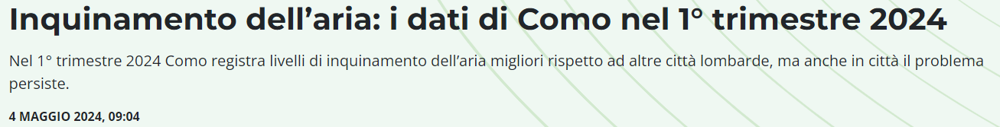 Inquinamento dell’aria: i dati di Como nel 1° trimestre 2024
Nel 1° trimestre 2024 Como registra livelli di inquinamento dell’aria migliori rispetto ad altre città lombarde, ma anche in città il problema
persiste.
4 MAGGIO 2024, 09:04